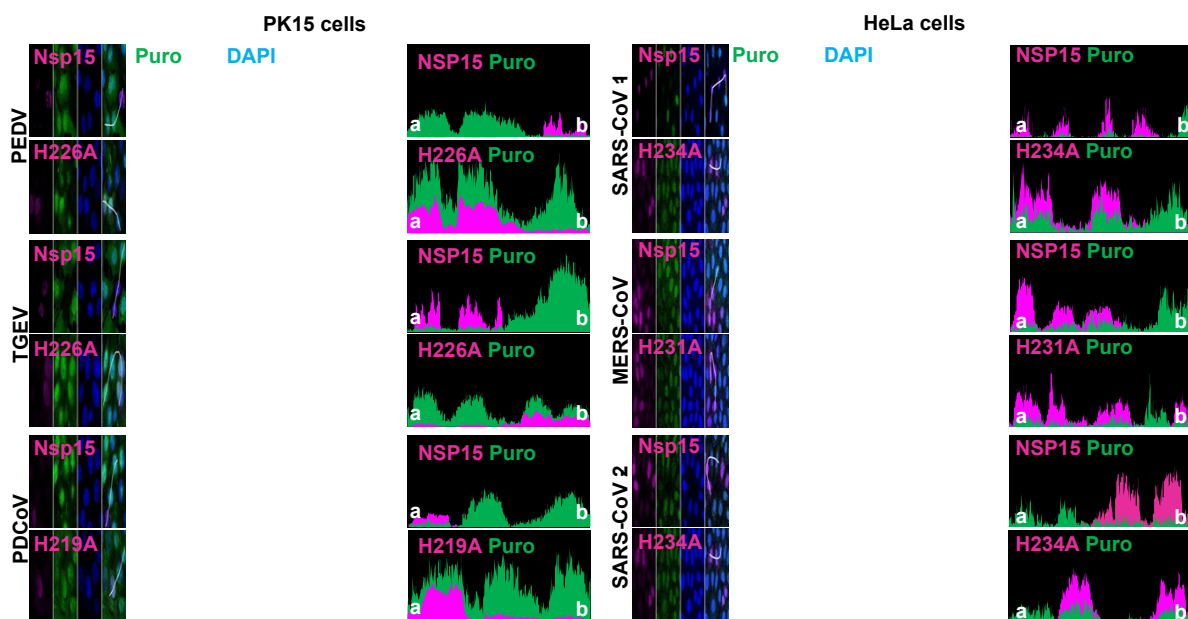 PK15 cells
HeLa cells
PEDV
Nsp15 Puro DAPI
NSP15 Puro
a b
H226A
H226A Puro
a b
TGEV
Nsp15
NSP15 Puro
a b
H226A
H226A Puro
a b
PDCoV
Nsp15
NSP15 Puro
a b
H219A
H219A Puro
a b
SARS-CoV 1
Nsp15 Puro DAPI
NSP15 Puro
a b
H234A
H234A Puro
a b
MERS-CoV
Nsp15
NSP15 Puro
a b
H231A
H231A Puro
a b
SARS-CoV 2
Nsp15
NSP15 Puro
a b
H234A
H234A Puro
a b